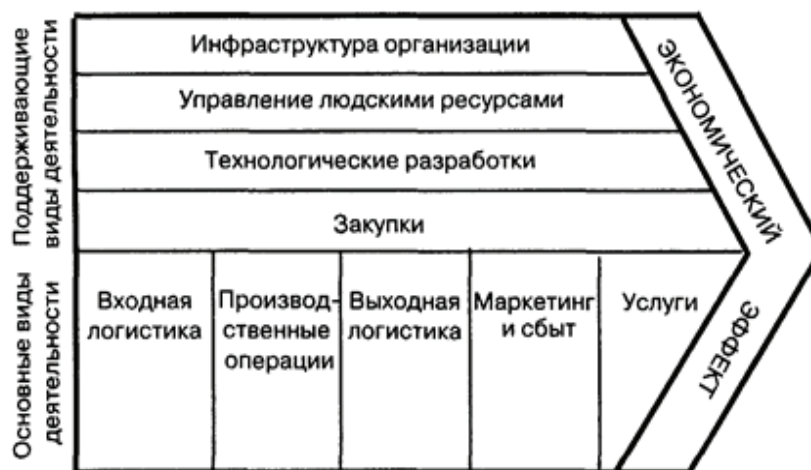 Поддерживающие
виды деятельности
Инфраструктура организации
Управление людскими ресурсами
Технологические разработки
Закупки
ЭКОНОМИЧЕСКИЙ
ЭФФЕКТ
Основные виды
деятельности
Входная
логистика
Производ-
ственные
операции
Выходная
логистика
Маркетинг
и сбыт
Услуги